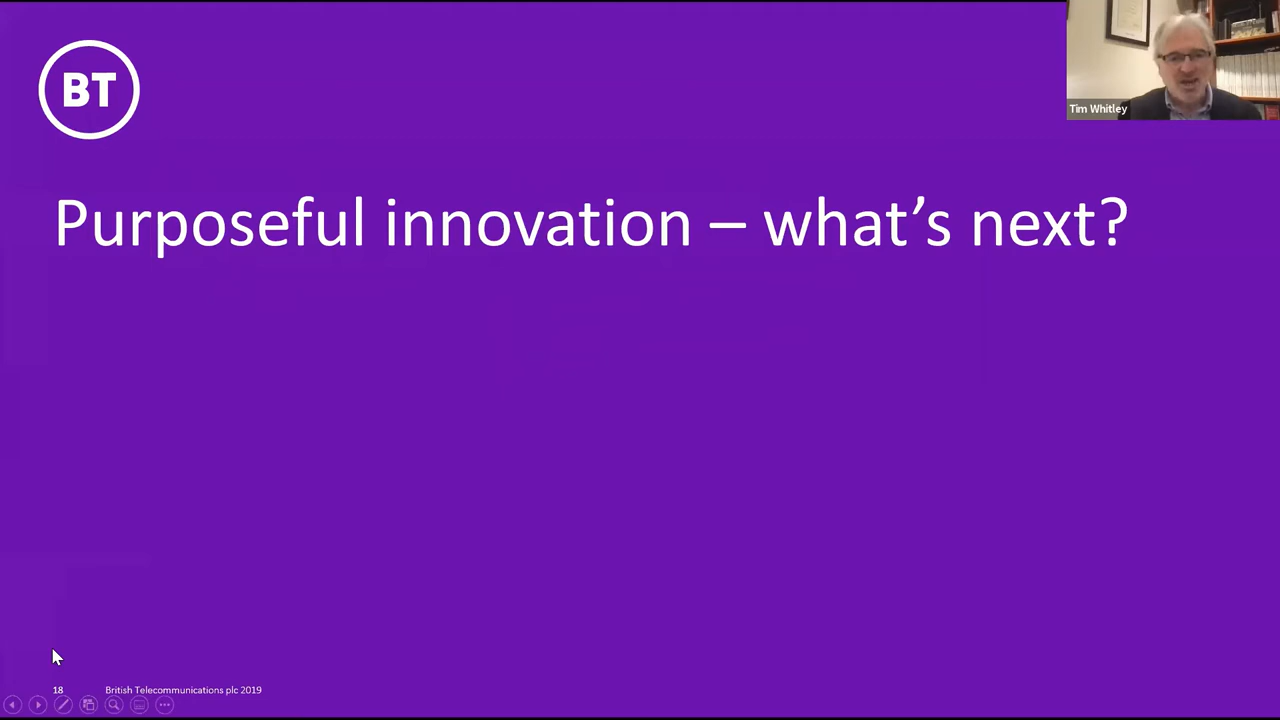 BT
Tim Whitley
Purposeful innovation – what's next?
18 British Telecommunications plc 2019